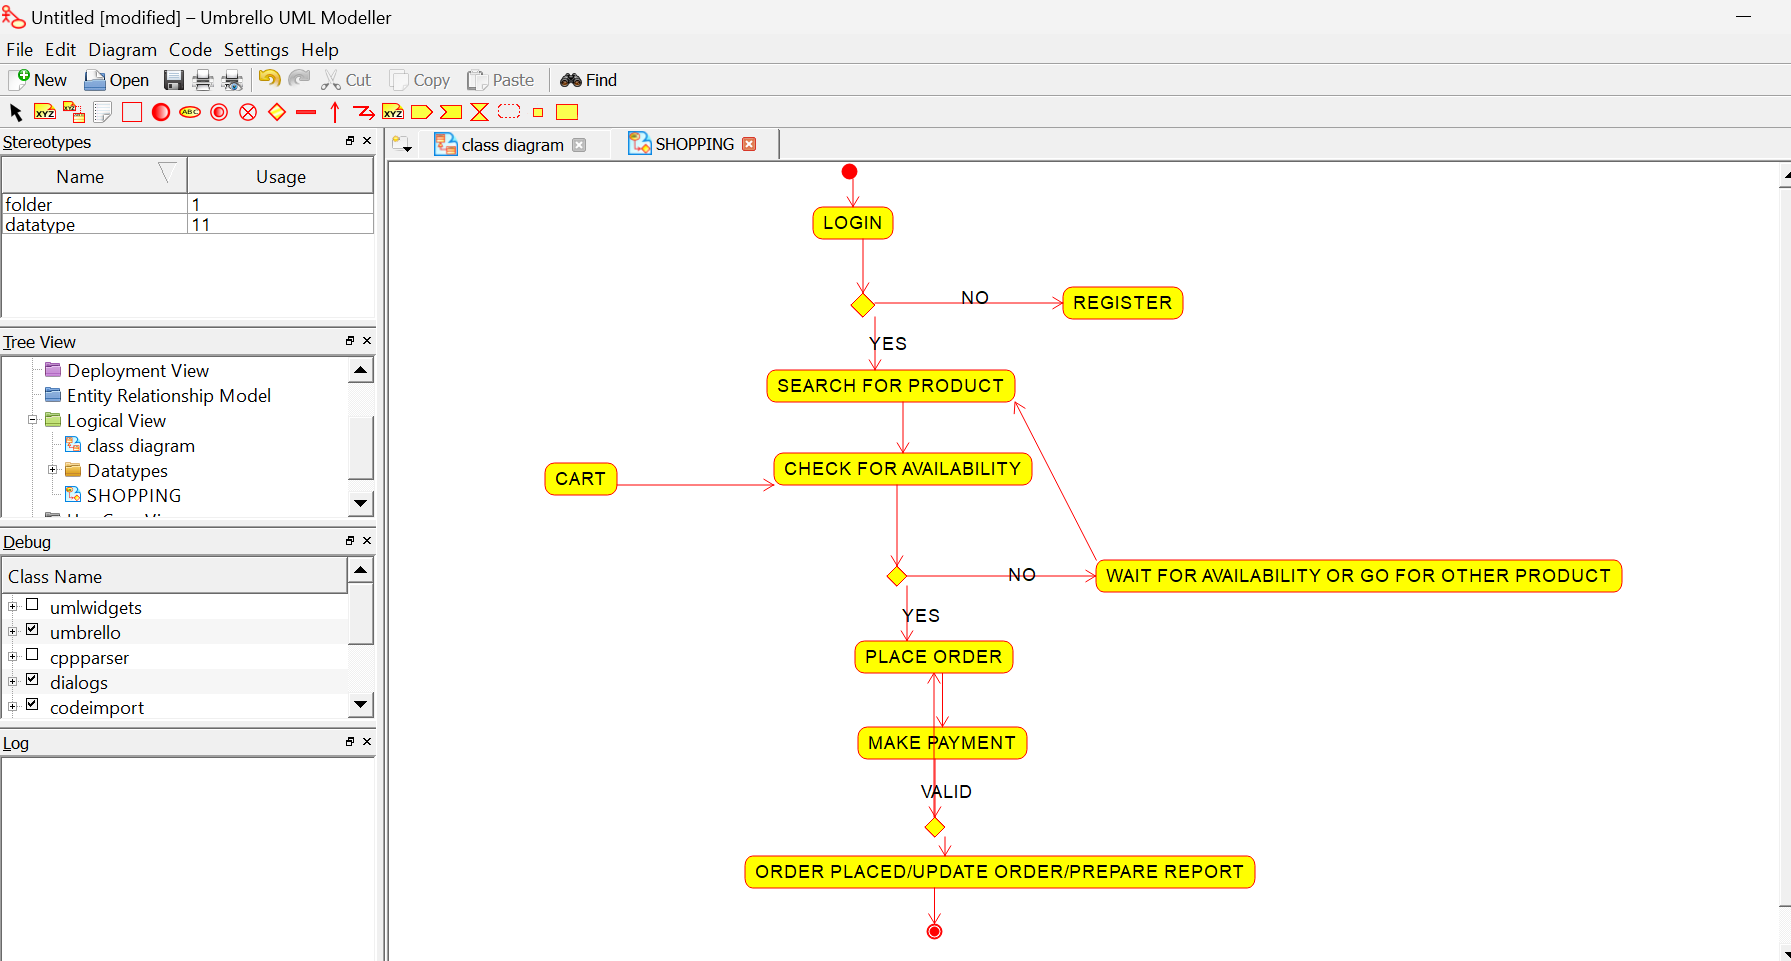 Untitled [modified] – Umbrello UML Modeller
File Edit Diagram Code Settings Help
New Open Cut Copy Paste Find
XYZ XYZ ABC XYZ
Stereotypes
Name Usage
folder 1
datatype 11
Tree View
Deployment View
Entity Relationship Model
Logical View
class diagram
Datatypes
SHOPPING
Debug
Class Name
umlwidgets
umbrello
cppparser
dialogs
codeimport
Log
class diagram SHOPPING
LOGIN
NO
REGISTER
YES
SEARCH FOR PRODUCT
CHECK FOR AVAILABILITY
CART
NO
WAIT FOR AVAILABILITY OR GO FOR OTHER PRODUCT
YES
PLACE ORDER
MAKE PAYMENT
VALID
ORDER PLACED/UPDATE ORDER/PREPARE REPORT